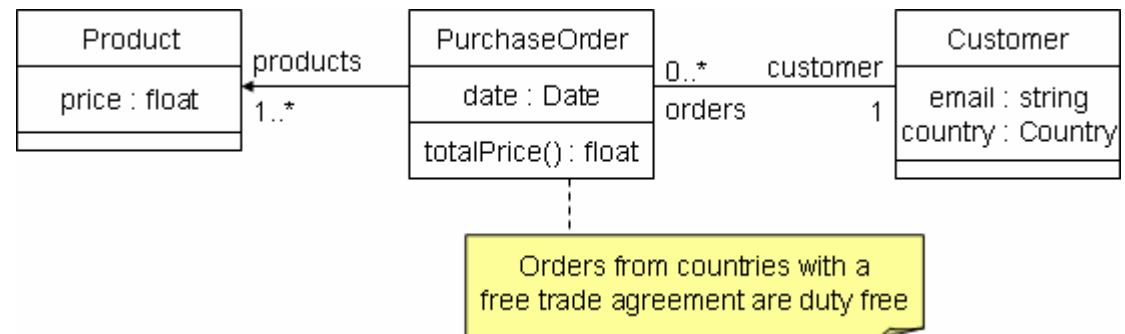 Product
price : float
products
1..*
PurchaseOrder
date : Date
totalPrice() : float
0..*
orders
customer
1
Customer
email : string
country : Country
Orders from countries with a
free trade agreement are duty free